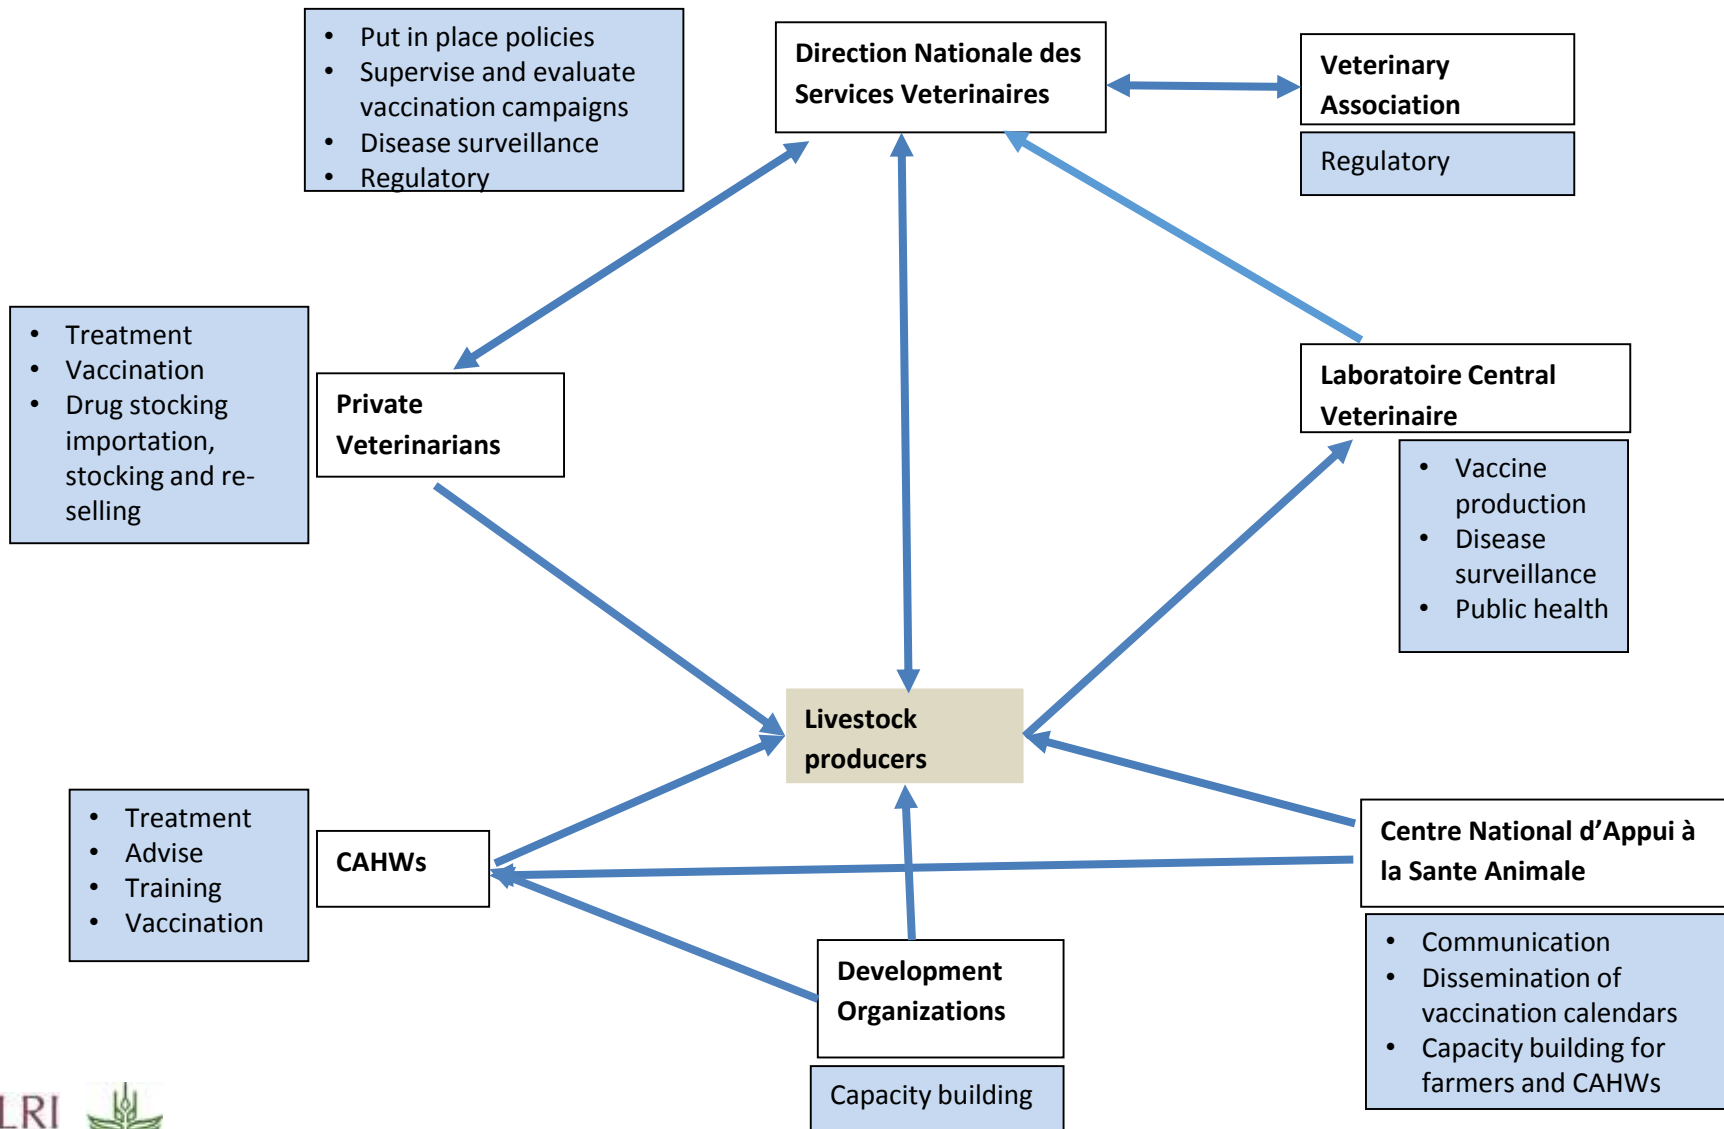 • Put in place policies
• Supervise and evaluate
vaccination campaigns
• Disease surveillance
• Regulatory
Direction Nationale des
Services Veterinaires
Veterinary
Association
Regulatory
• Treatment
• Vaccination
• Drug stocking
importation,
stocking and re-
selling
Private
Veterinarians
Laboratoire Central
Veterinaire
• Vaccine
production
• Disease
surveillance
• Public health
Livestock
producers
• Treatment
• Advise
• Training
• Vaccination
CAHWs
Centre National d’Appui à
la Sante Animale
• Communication
• Dissemination of
vaccination calendars
• Capacity building for
farmers and CAHWs
Development
Organizations
Capacity building
LRI